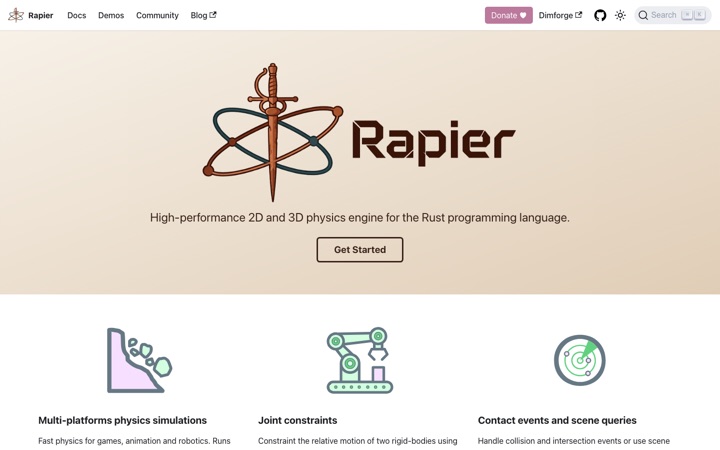 Rapier Docs Demos Community Blog Donate Dimforge Search K
Rapier
High-performance 2D and 3D physics engine for the Rust programming language.
Get Started
Multi-platforms physics simulations
Joint constraints
Contact events and scene queries
Fast physics for games, animation and robotics. Runs
Constraint the relative motion of two rigid-bodies using
Handle collision and intersection events or use scene